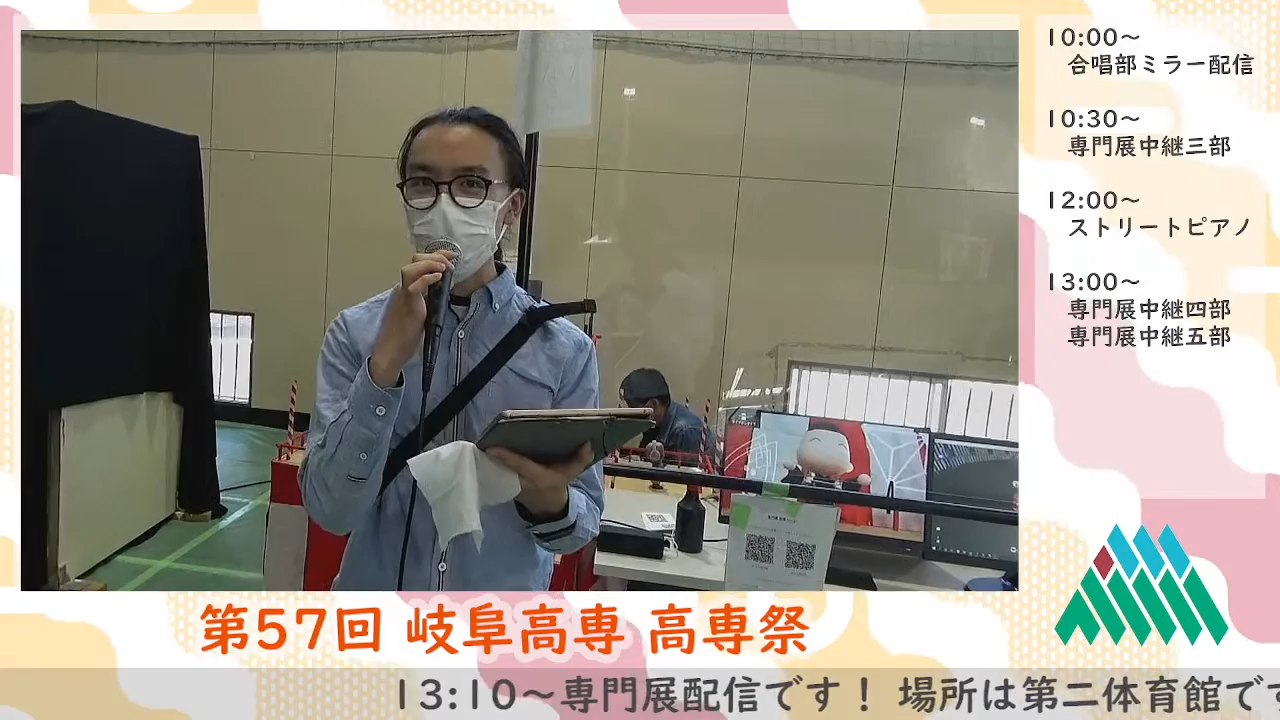 10:00～
合唱部ミラー配信
10:30～
専門展中継三部
12:00～
ストリートピアノ
13:00～
専門展中継四部
専門展中継五部
第57回 岐阜高専 高専祭
13:10～専門展配信です！ 場所は第二体育館です